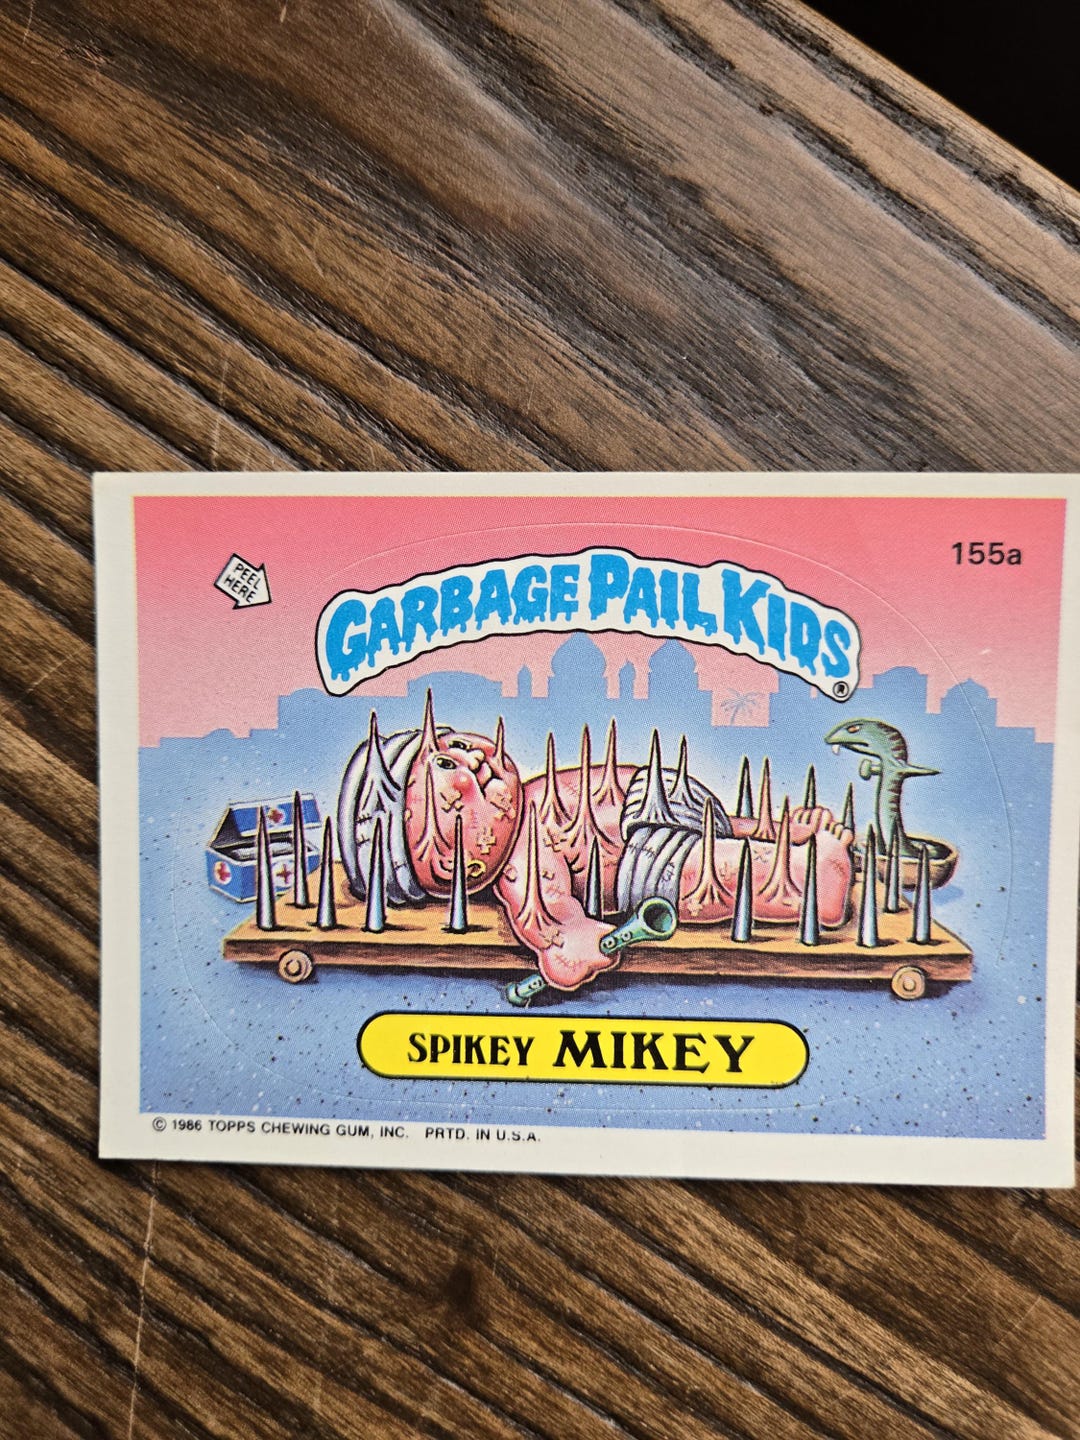 155a
PEEL
HERE
GARBAGE PAIL KIDS
®
SPIKEY MIKEY
© 1986 TOPPS CHEWING GUM, INC. PRTD. IN U.S.A.